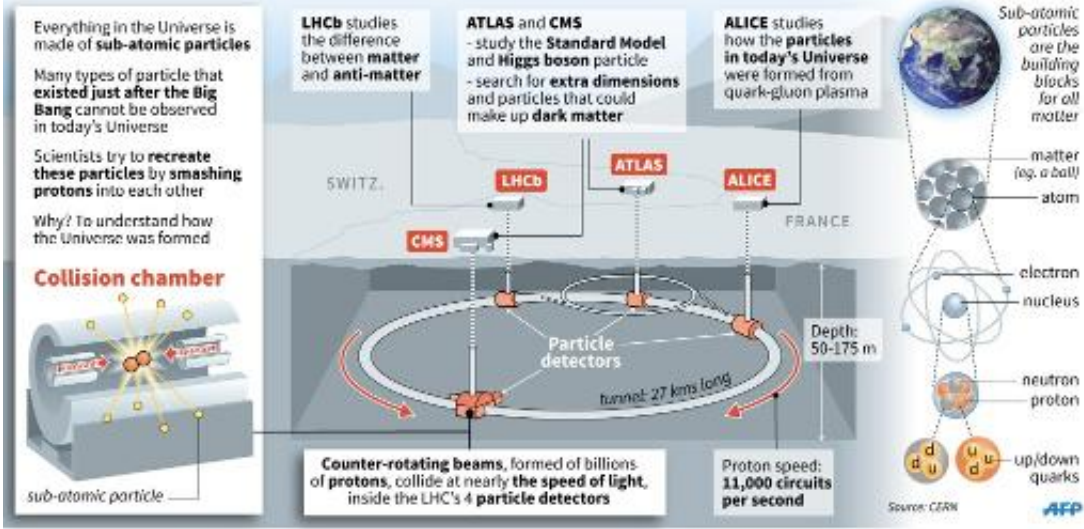 Everything in the Universe is
made of sub-atomic particles
Many types of particle that
existed just after the Big
Bang cannot be observed
in today's Universe
Scientists try to recreate
these particles by smashing
protons into each other
Why? To understand how
the Universe was formed
Collision chamber
sub-atomic particle
LHCb studies
the difference
between matter
and anti-matter
ATLAS and CMS
- study the Standard Model
and Higgs boson particle
- search for extra dimensions
and particles that could
make up dark matter
ALICE studies
how the particles
in today's Universe
were formed from
quark-gluon plasma
SWITZ.
FRANCE
LHCb
ATLAS
ALICE
CMS
Particle
detectors
tunnel: 27 kms long
Depth:
50-175 m
Counter-rotating beams, formed of billions
of protons, collide at nearly the speed of light,
inside the LHC's 4 particle detectors
Proton speed:
11,000 circuits
per second
Sub-atomic
particles
are the
building
blocks
for all
matter
matter
(eg. a ball)
atom
electron
nucleus
neutron
proton
d
d
u
u
u
d
up/down
quarks
Source: CERN
AFP